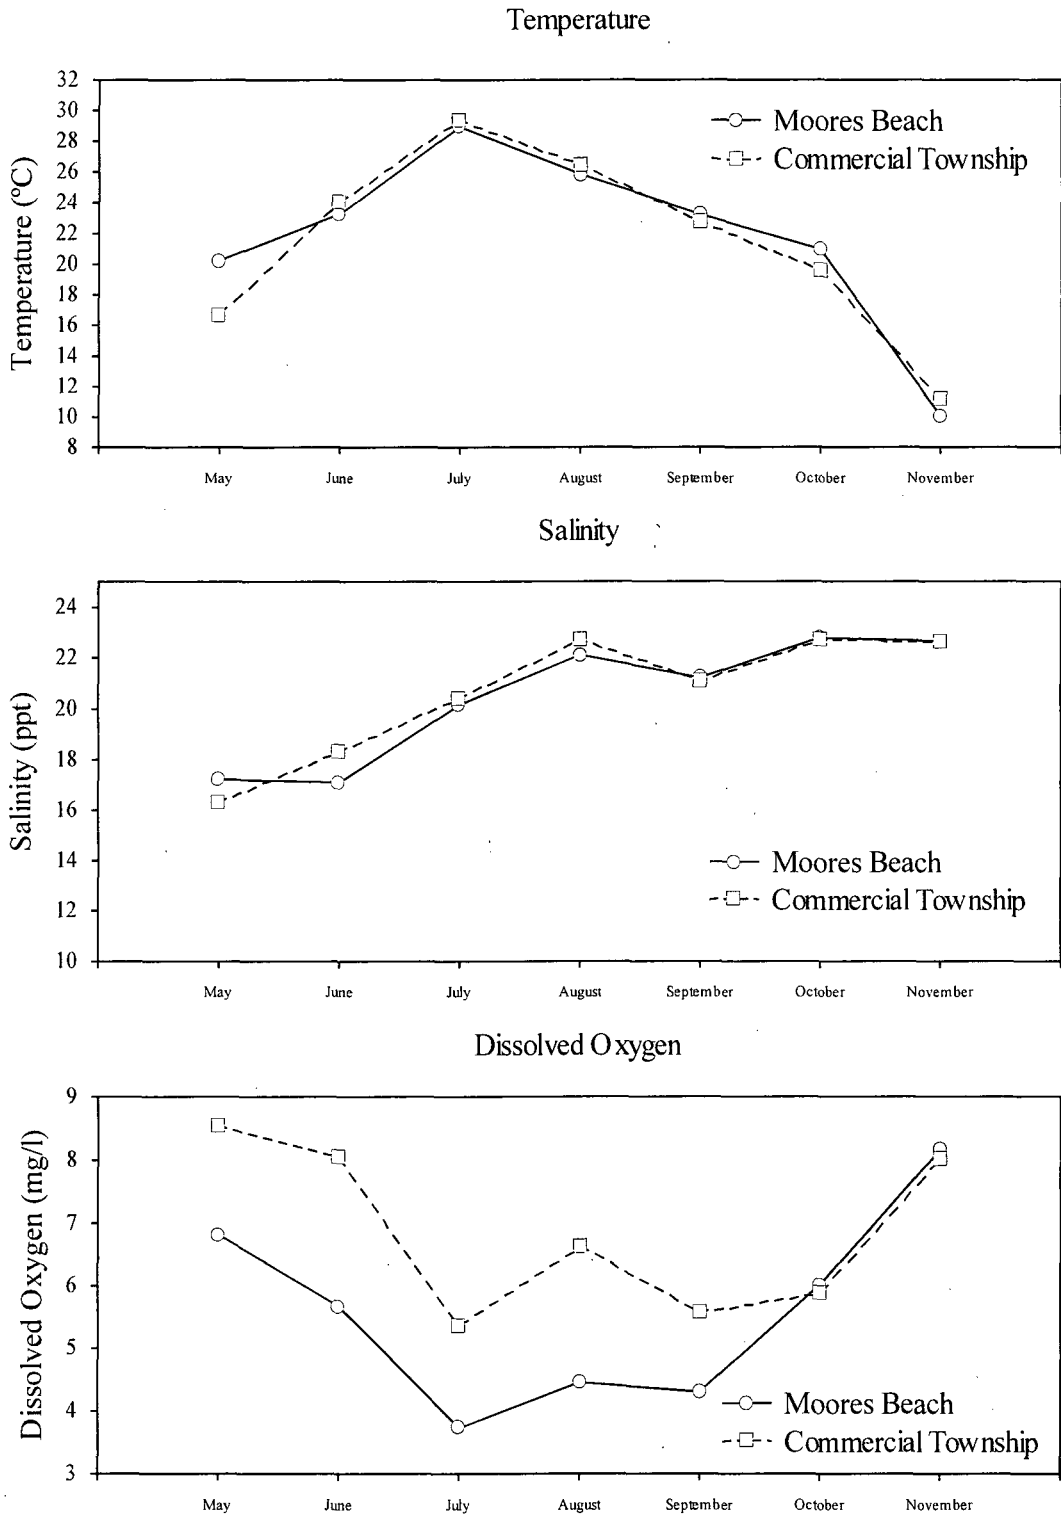 Temperature
32
30
28
26
24
22
20
18
16
14
12
10
8
Temperature (ºC)
Moores Beach
Commercial Township
May June July August September October November
Salinity
24
22
20
18
16
14
12
10
Salinity (ppt)
Moores Beach
Commercial Township
May June July August September October November
Dissolved Oxygen
9
8
7
6
5
4
3
Dissolved Oxygen (mg/l)
Moores Beach
Commercial Township
May June July August September October November